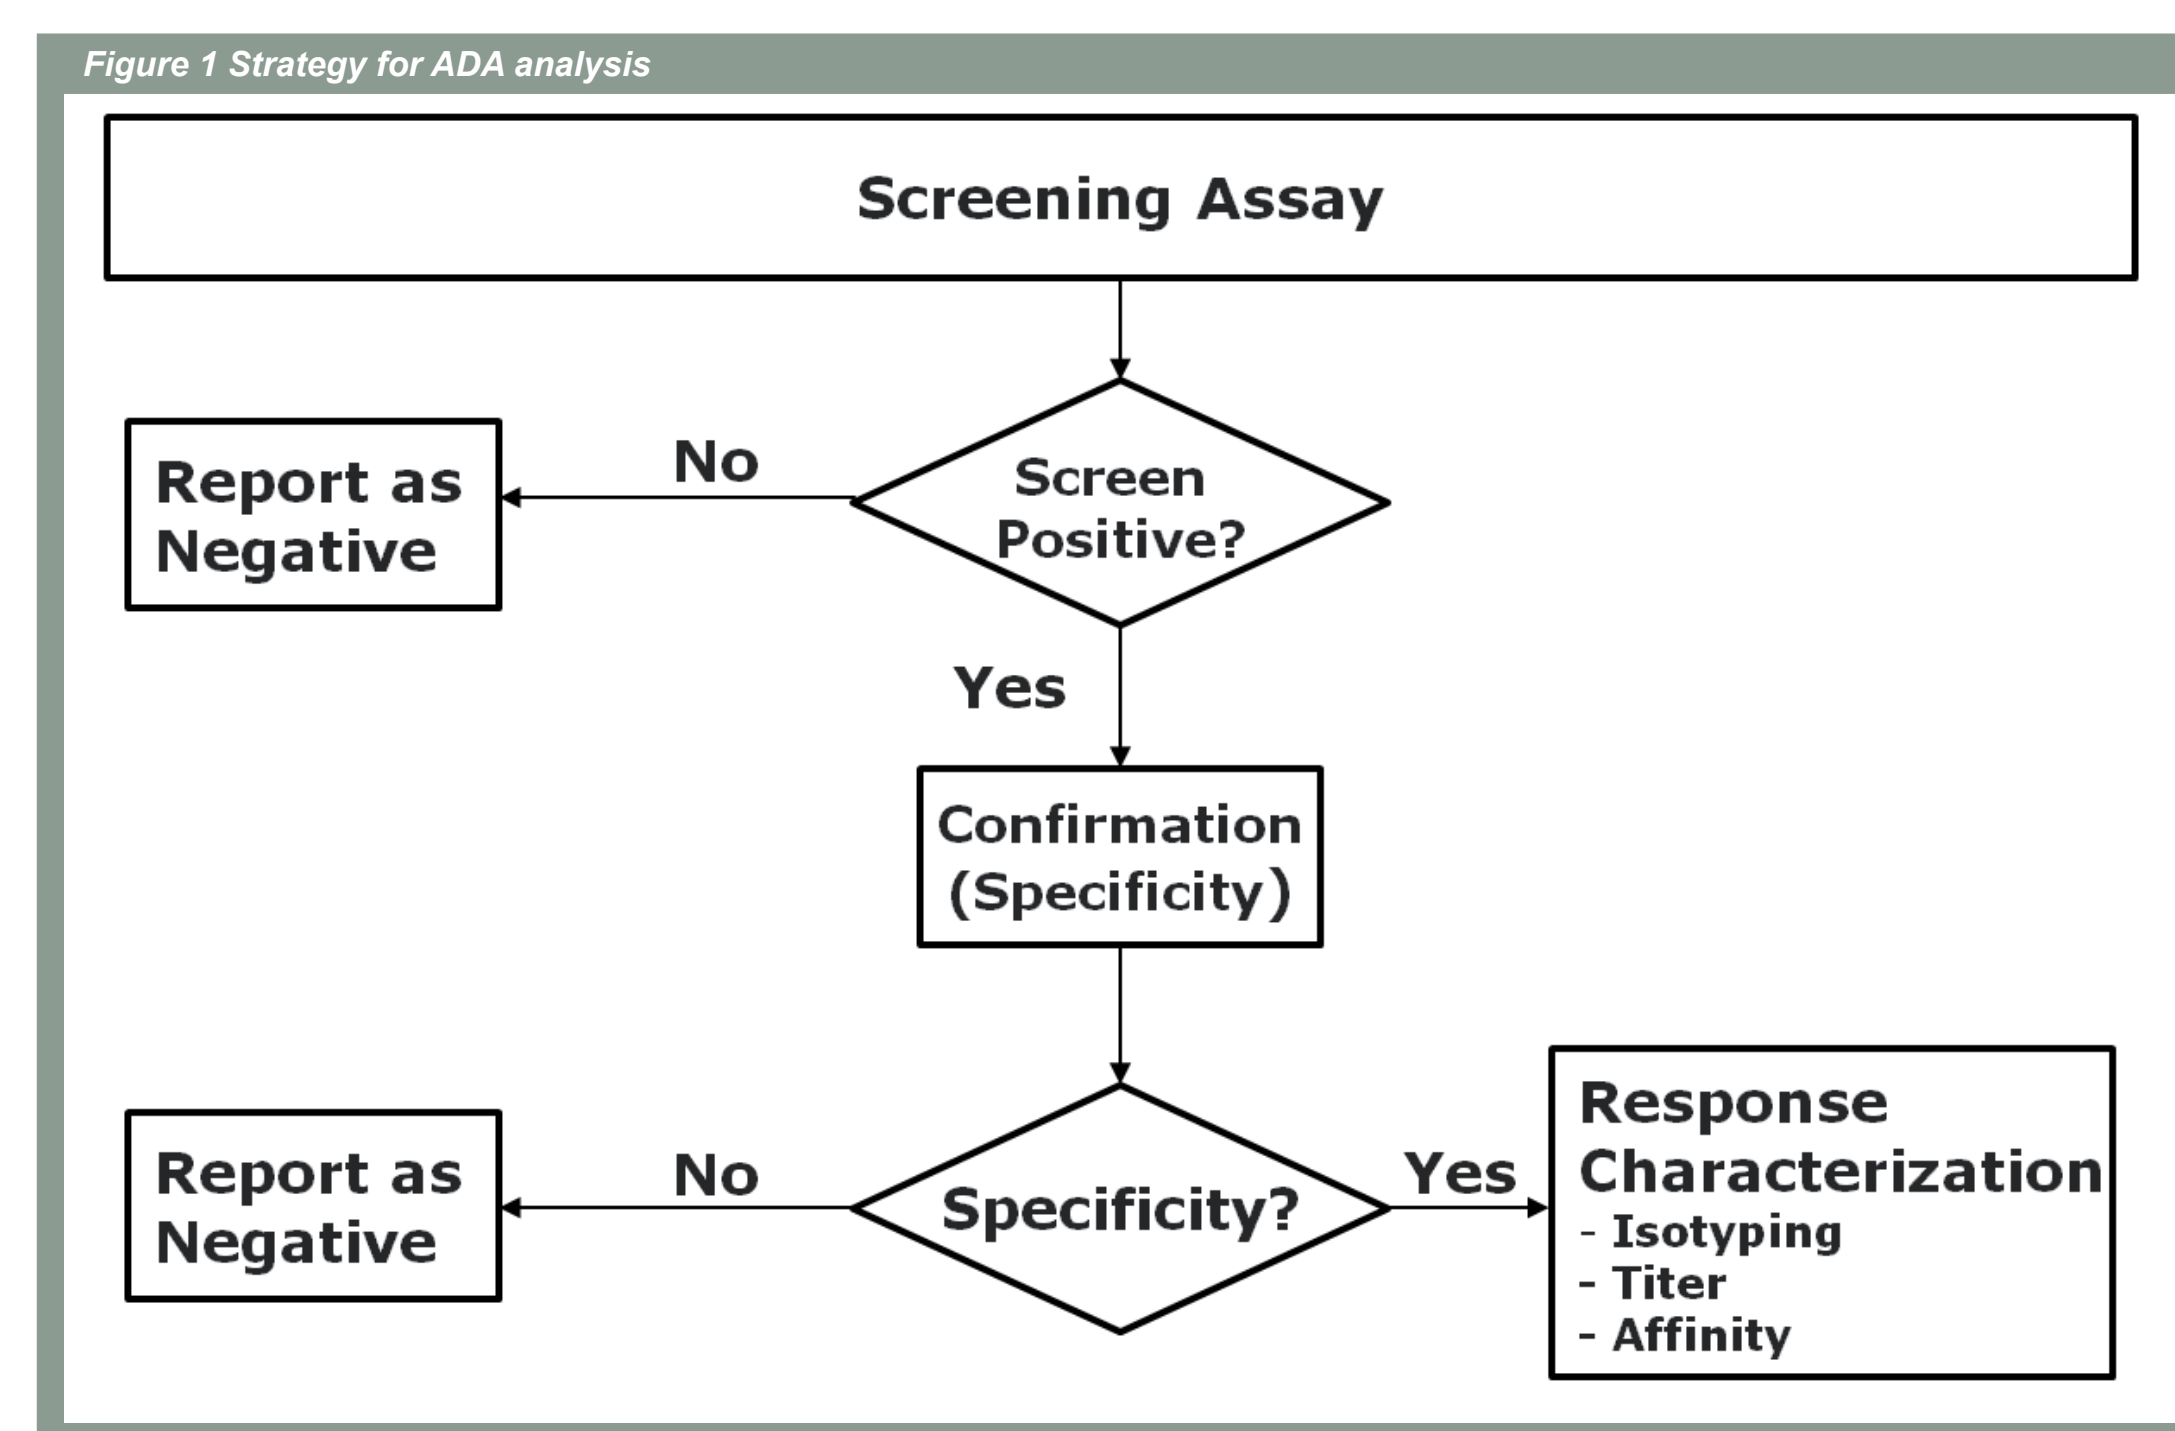 Figure 1 Strategy for ADA analysis
Screening Assay
Screen
Positive?
No
Report as
Negative
Yes
Confirmation
(Specificity)
Specificity?
No
Report as
Negative
Yes
Response
Characterization
- Isotyping
- Titer
- Affinity